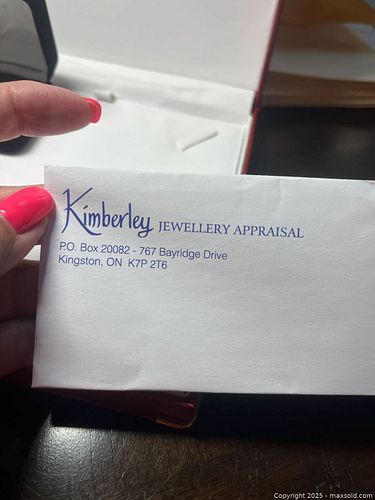 Kimberley JEWELLERY APPRAISAL
P.O. Box 20082 - 767 Bayridge Drive
Kingston, ON K7P 2T6
Copyright 2025 - maxsold.com